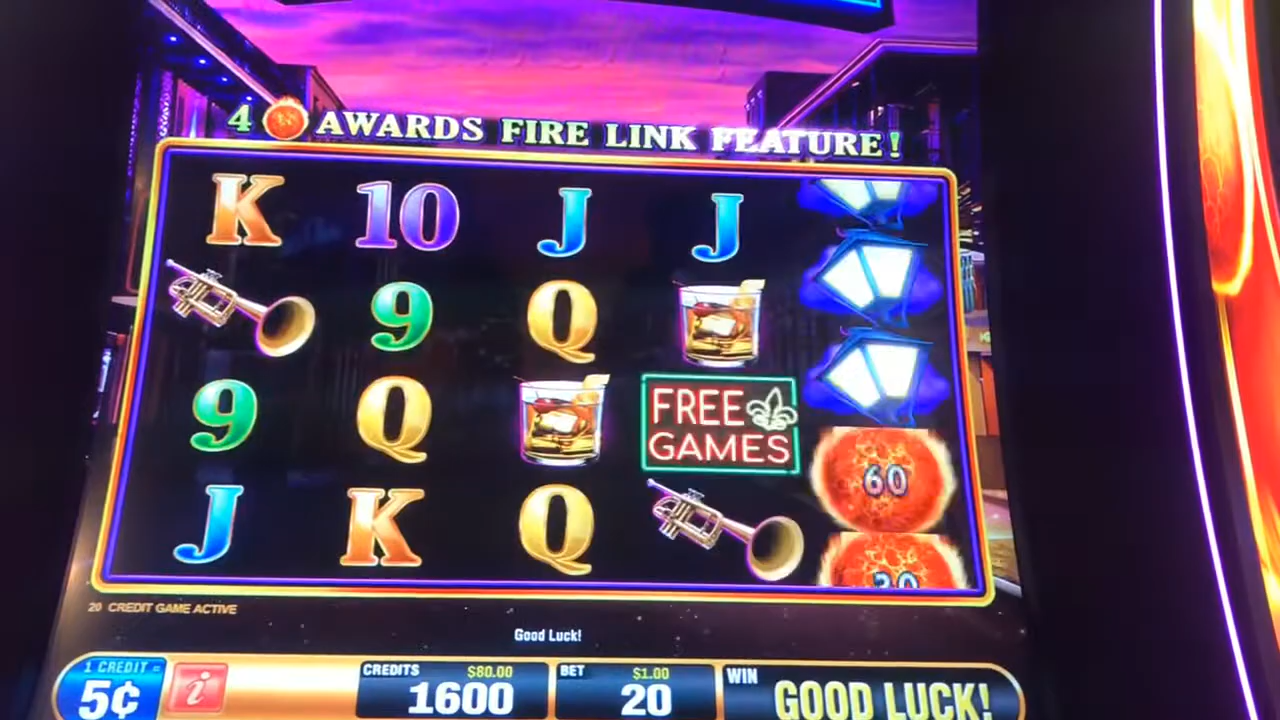 4 AWARDS FIRE LINK FEATURE!
K 10 J J
9 Q
9 Q FREE GAMES
60
J K Q
20 CREDIT GAME ACTIVE
Good Luck!
1 CREDIT =
5¢
i
CREDITS $80.00
1600
BET $1.00
20
WIN
GOOD LUCK!